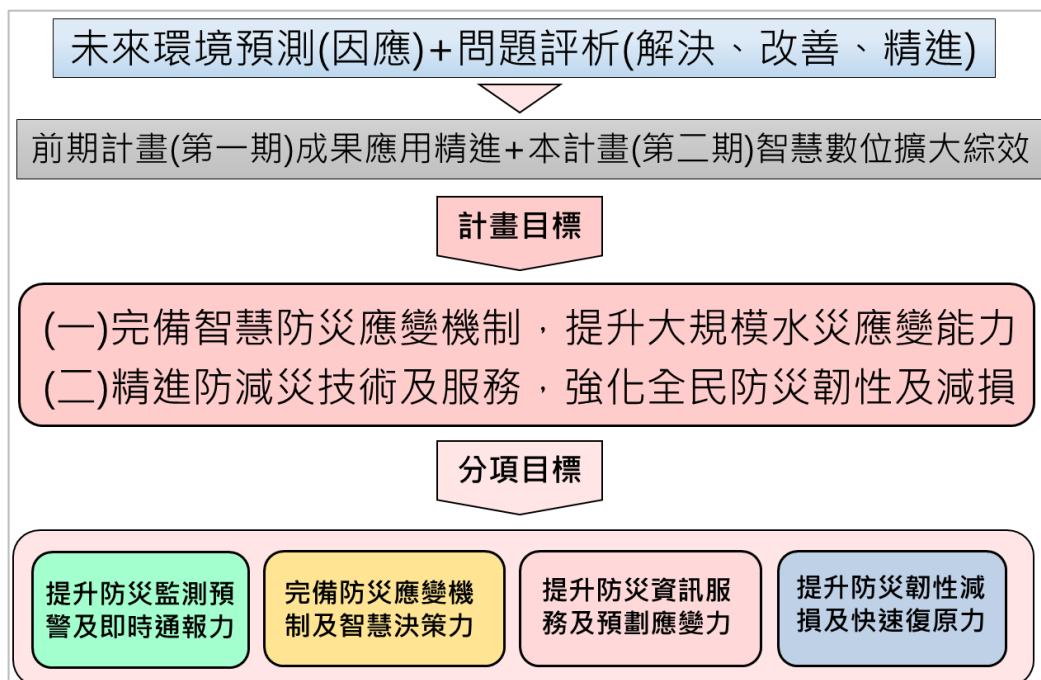 未來環境預測(因應)+問題評析(解決、改善、精進)
前期計畫(第一期)成果應用精進+本計畫(第二期)智慧數位擴大綜效
計畫目標
(一)完備智慧防災應變機制，提升大規模水災應變能力
(二)精進防減災技術及服務，強化全民防災韌性及減損
分項目標
提升防災監測預
警及即時通報力
完備防災應變機
制及智慧決策力
提升防災資訊服
務及預劃應變力
提升防災韌性減
損及快速復原力